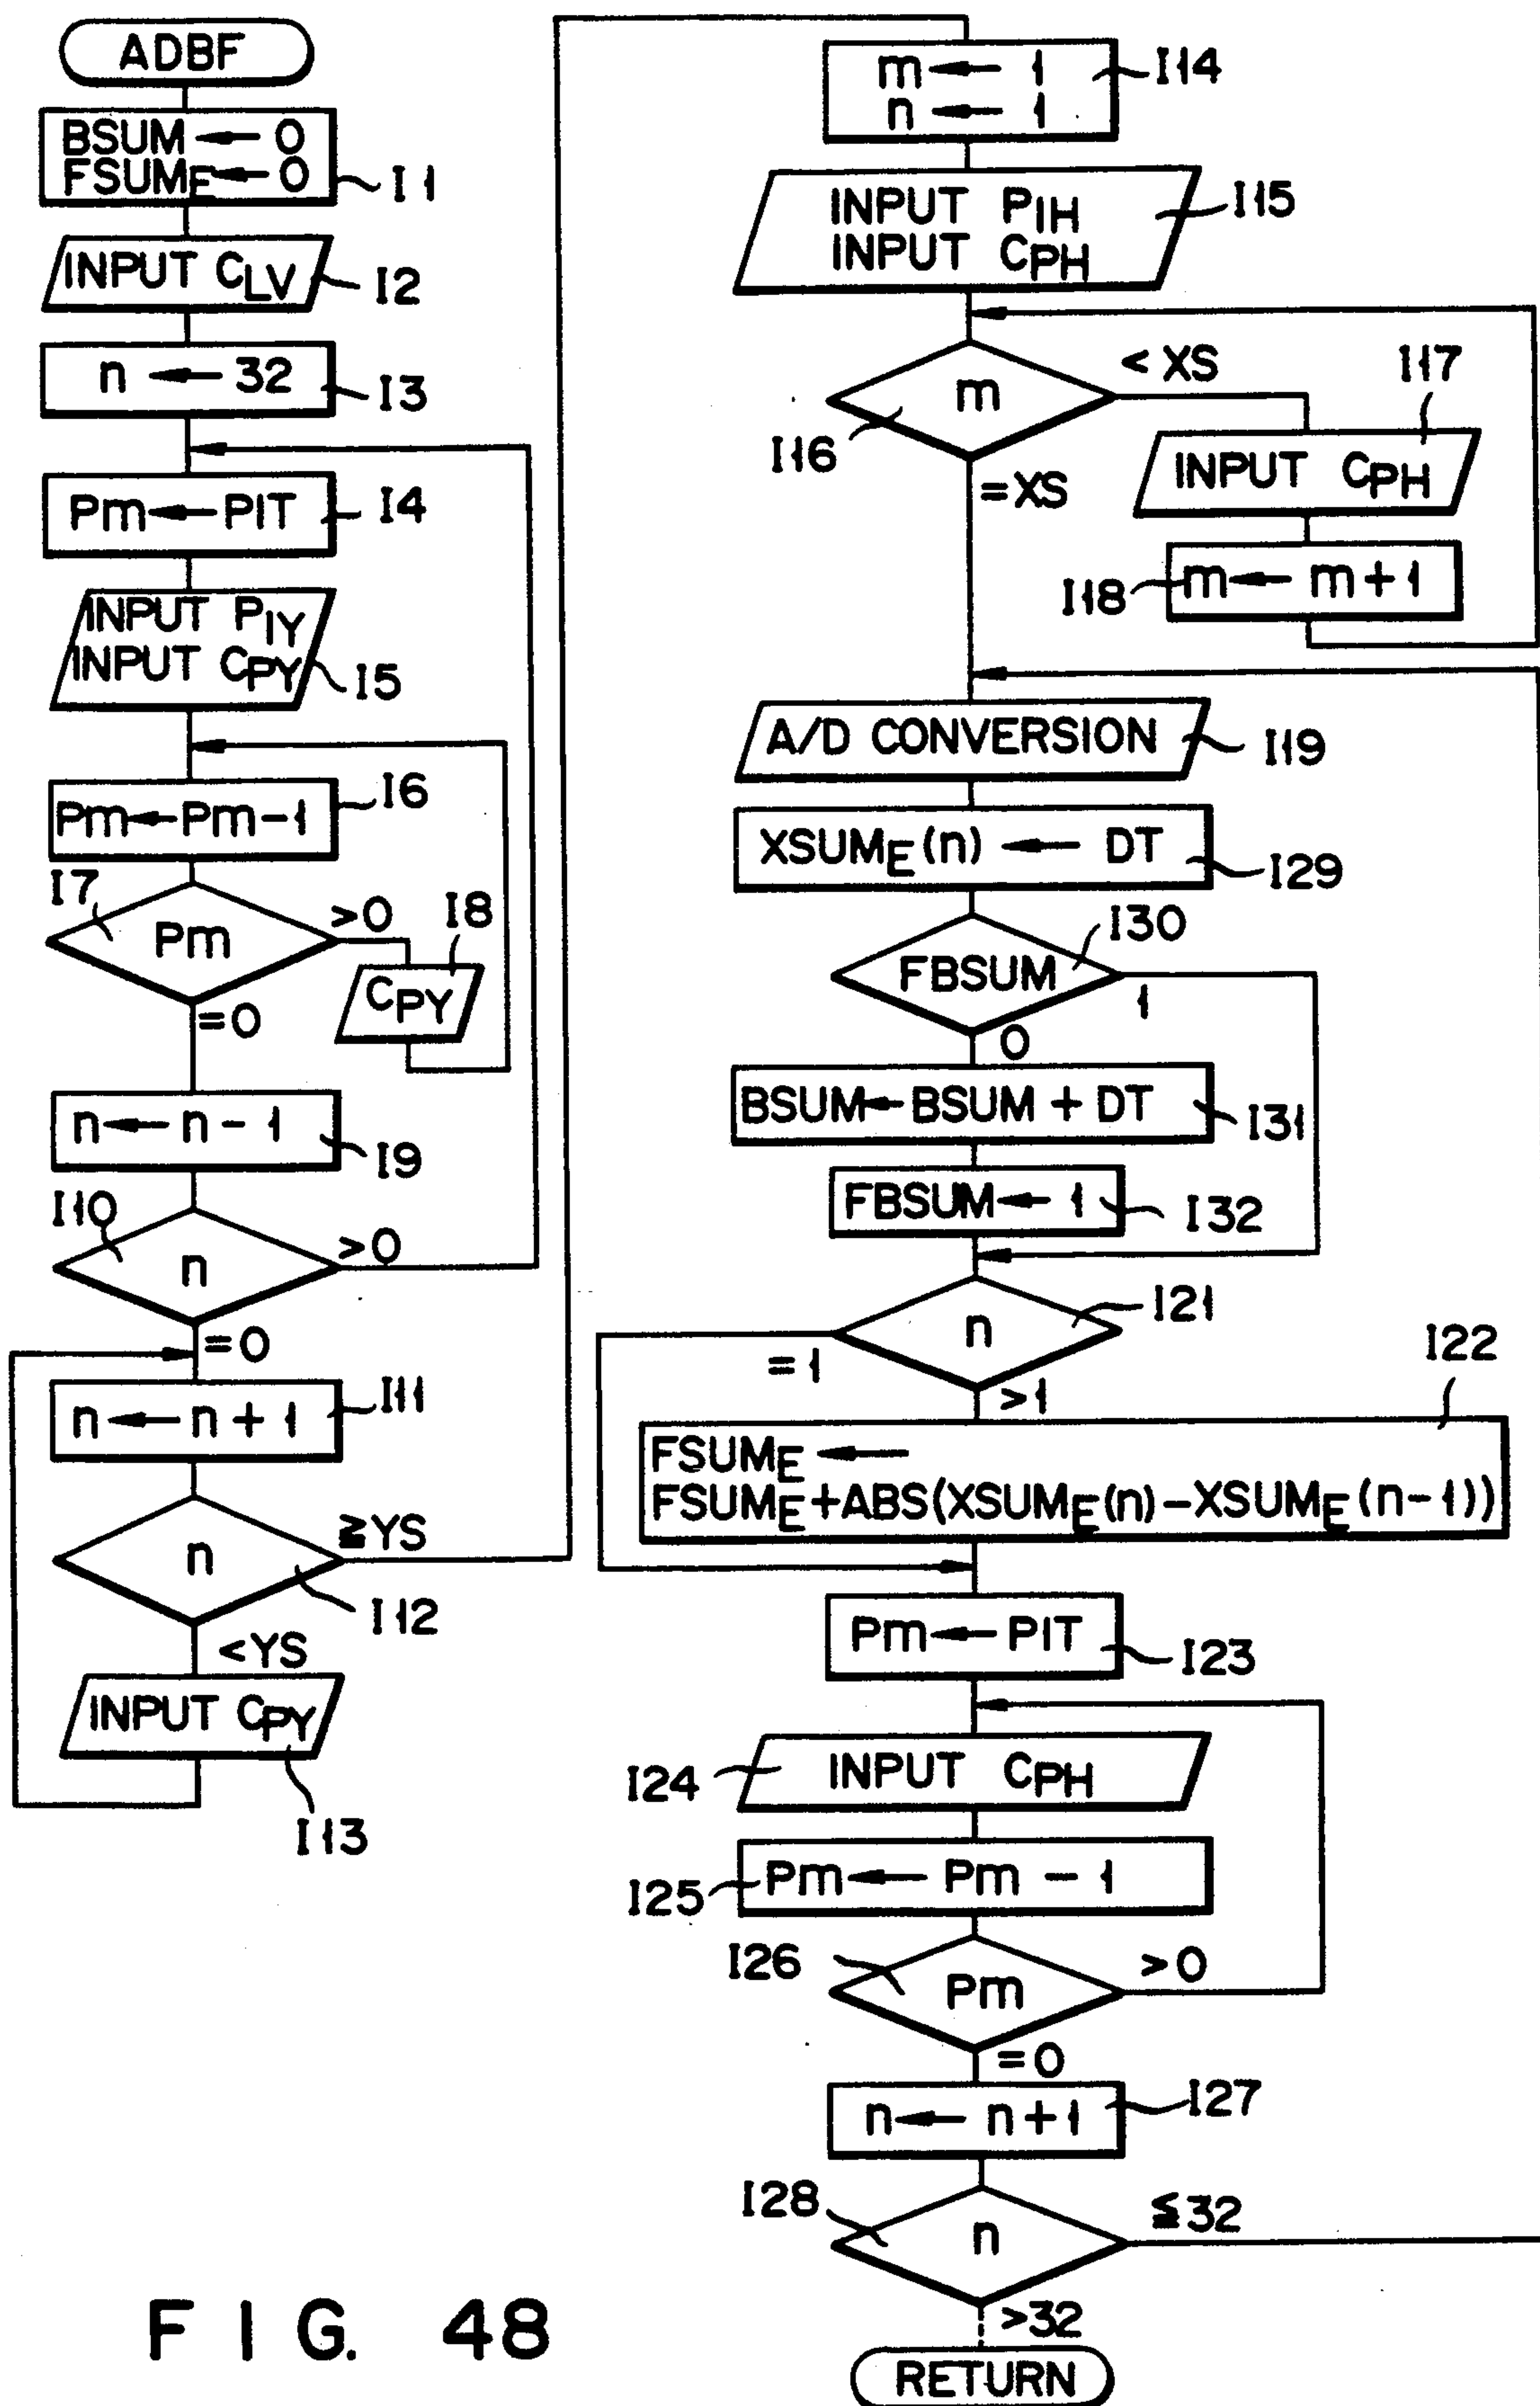 ADBF
BSUM ← 0
FSUME ← 0
I1
INPUT CLV
I2
n ← 32
I3
Pm ← PIT
I4
INPUT PIY
INPUT CPY
I5
Pm ← Pm - 1
I6
I7
Pm
>0
I8
CPY
=0
n ← n - 1
I9
I10
n
>0
=0
n ← n + 1
I11
n
≧YS
I12
<YS
INPUT CPY
I13
m ← 1
n ← 1
I14
INPUT PIH
INPUT CPH
I15
m
< XS
I16
=XS
I17
INPUT CPH
m ← m + 1
I18
A/D CONVERSION
I19
XSUME (n) ← DT
I29
FBSUM
I30
1
0
BSUM ← BSUM + DT
I31
FBSUM ← 1
I32
n
I21
=1
>1
I22
FSUME ←
FSUME+ABS(XSUME(n)-XSUME(n-1))
Pm ← PIT
I23
INPUT CPH
I24
Pm ← Pm - 1
I25
I26
Pm
>0
=0
n ← n+1
I27
I28
n
≦32
>32
RETURN
FIG. 48